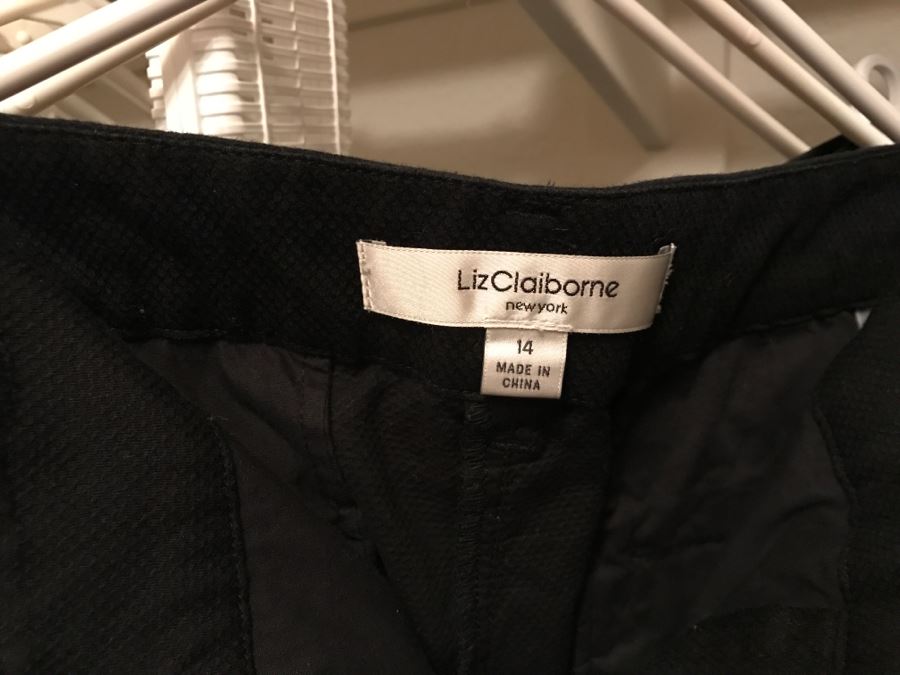 LizClaiborne
newyork
14
MADE IN
CHINA